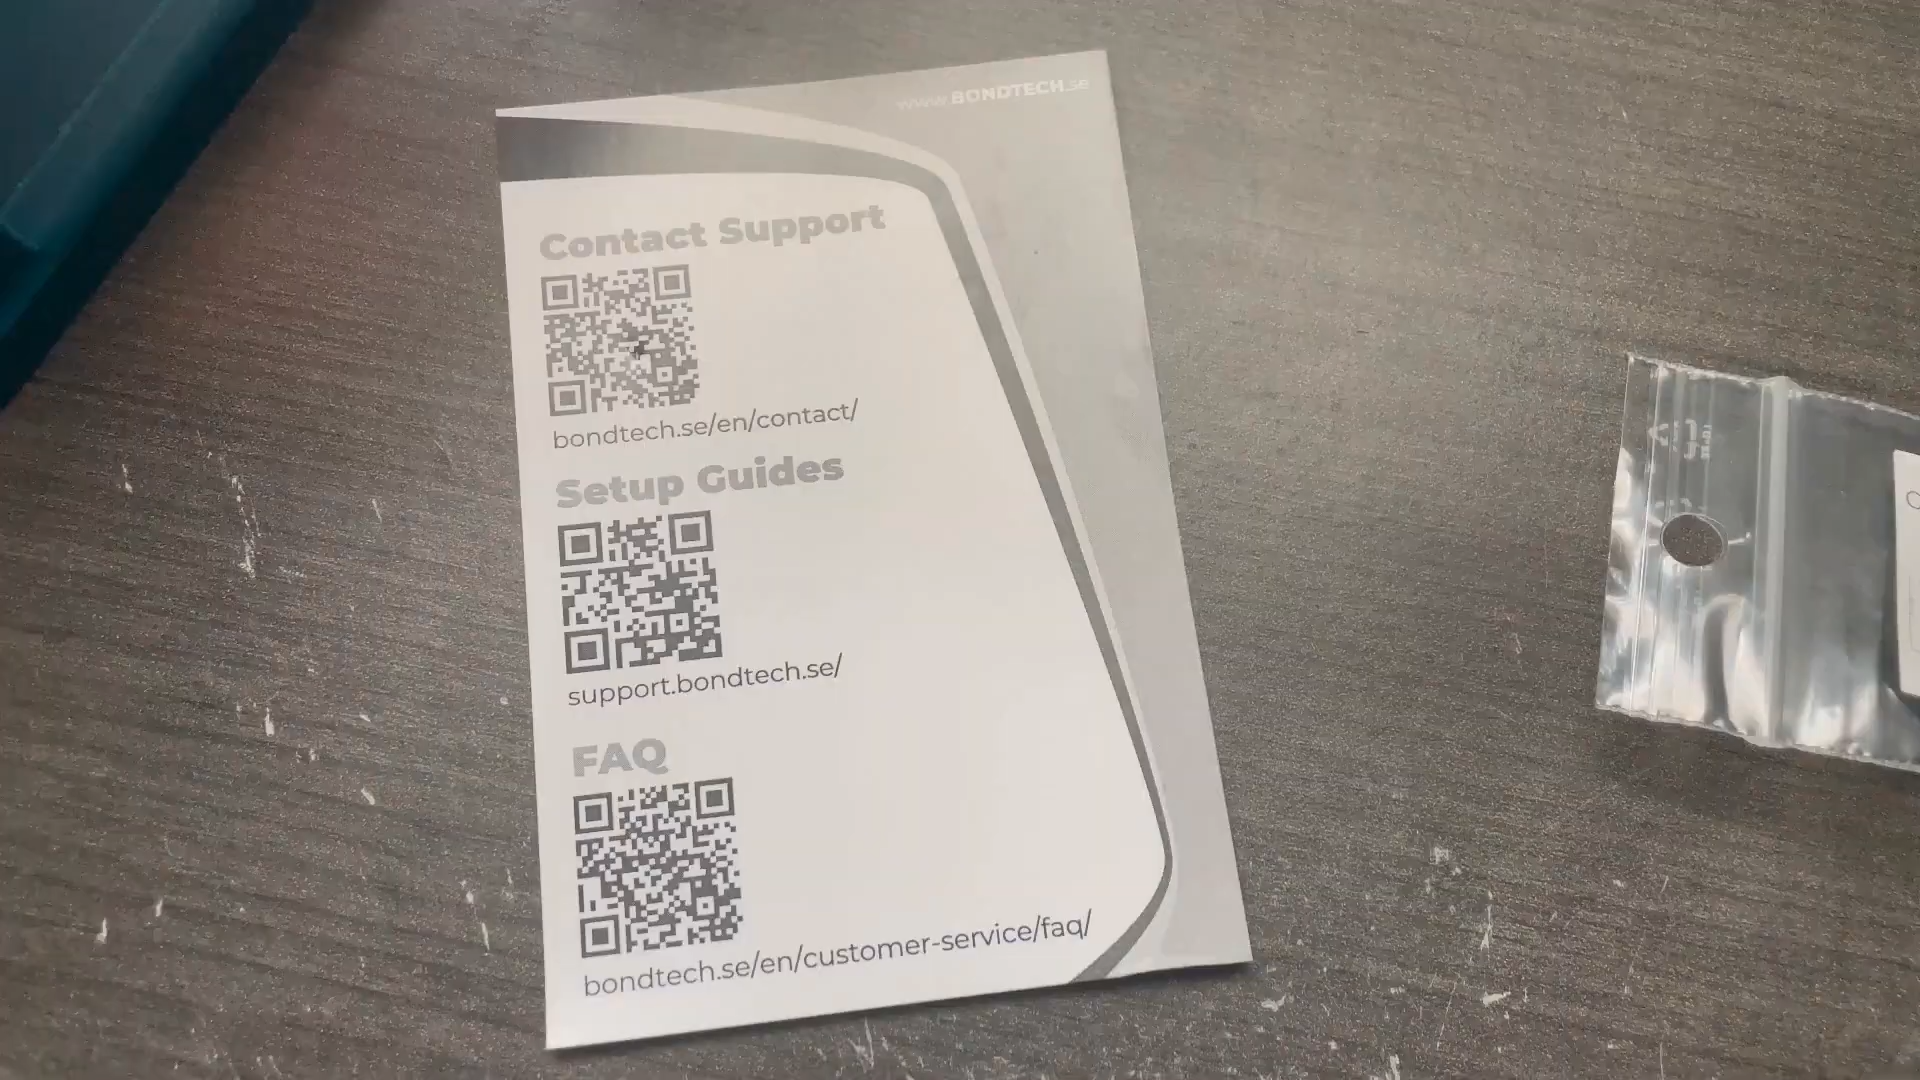 www.BONDTECH.se
Contact Support
bondtech.se/en/contact/
Setup Guides
support.bondtech.se/
FAQ
bondtech.se/en/customer-service/faq/